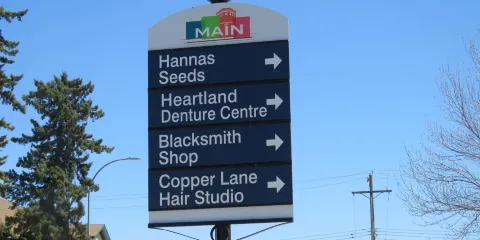 MAIN
Hannas
Seeds
Heartland
Denture Centre
Blacksmith
Shop
Copper Lane
Hair Studio